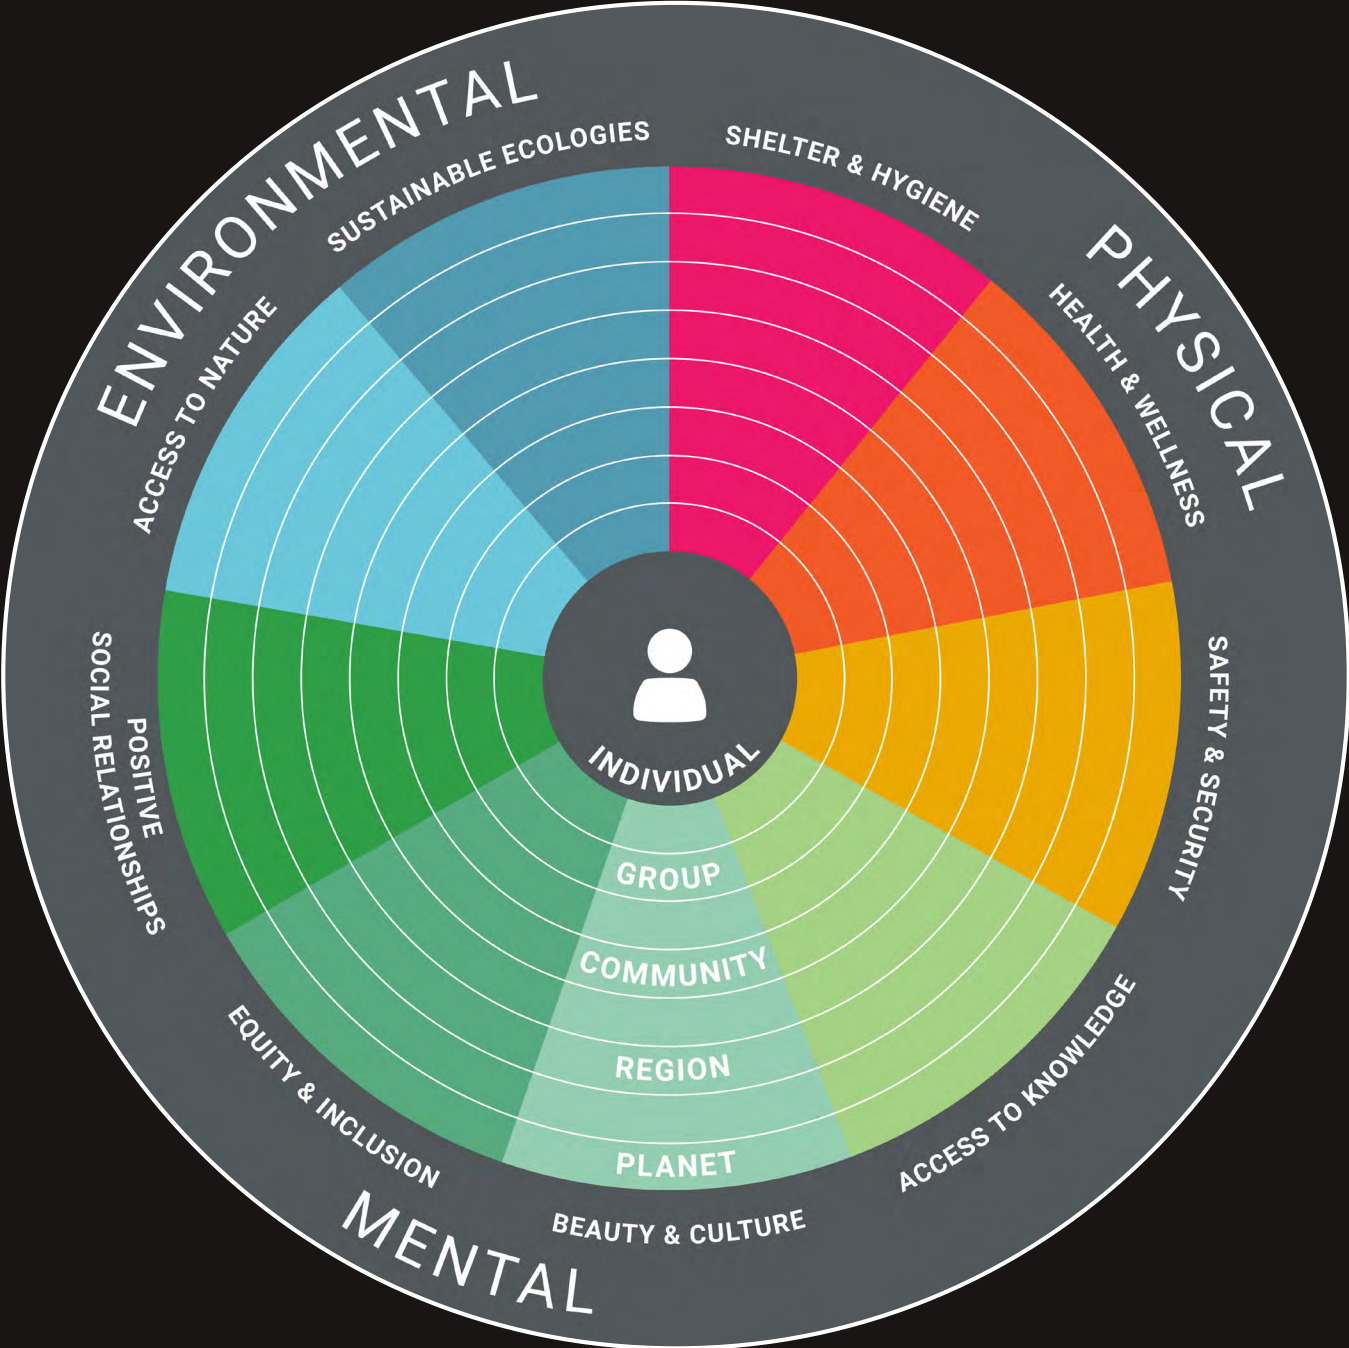 ENVIRONMENTAL
SUSTAINABLE ECOLOGIES
ACCESS TO NATURE
PHYSICAL
SHELTER & HYGIENE
HEALTH & WELLNESS
SAFETY & SECURITY
MENTAL
ACCESS TO KNOWLEDGE
BEAUTY & CULTURE
EQUITY & INCLUSION
POSITIVE
SOCIAL RELATIONSHIPS
INDIVIDUAL
GROUP
COMMUNITY
REGION
PLANET